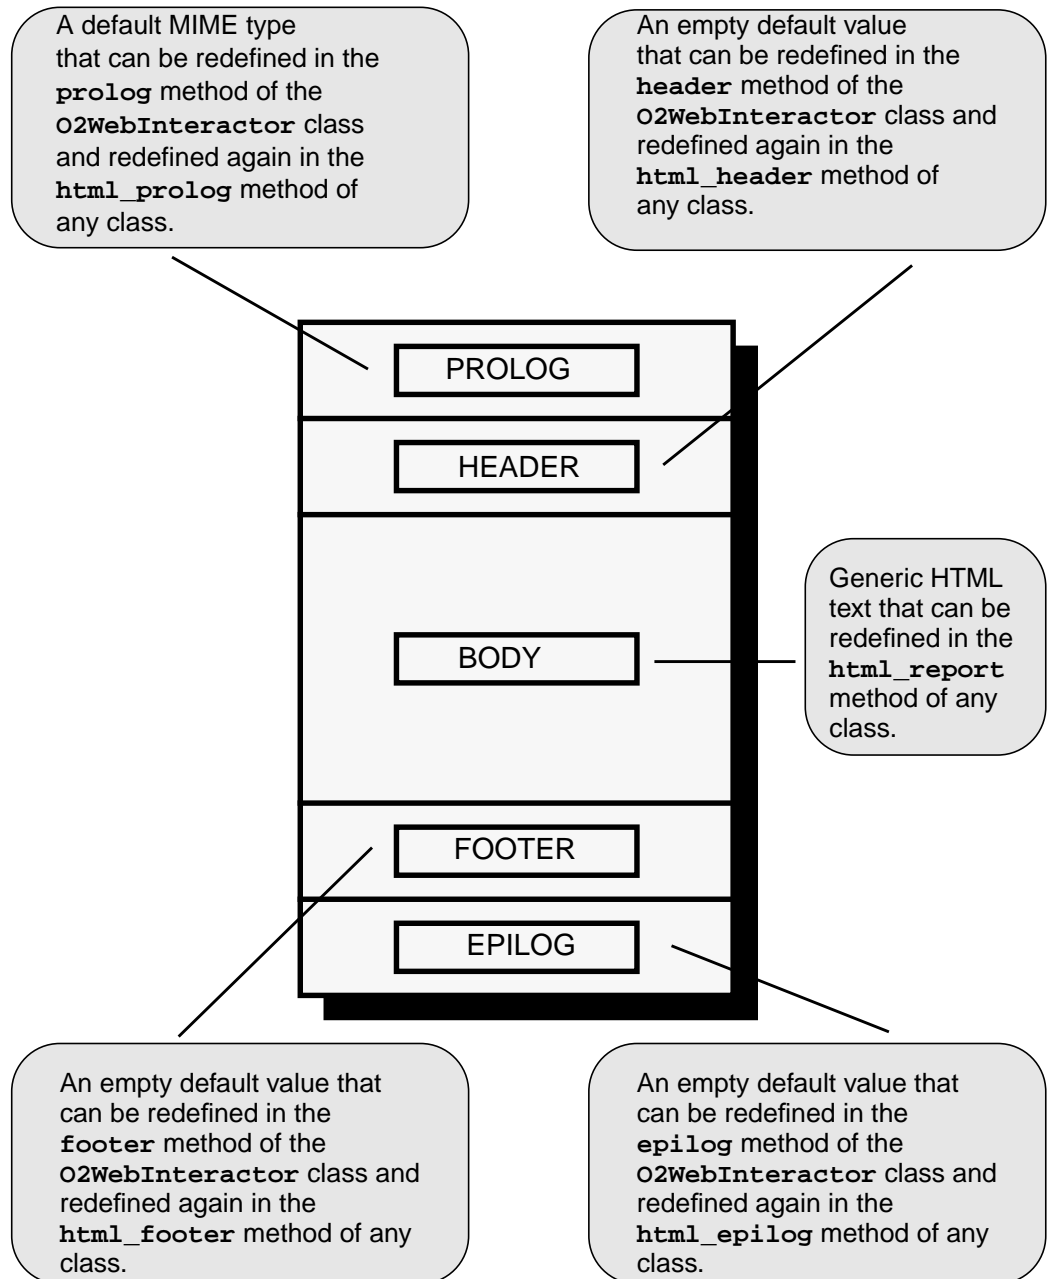 A default MIME type
that can be redefined in the
prolog method of the
O2WebInteractor class
and redefined again in the
html_prolog method of
any class.
An empty default value
that can be redefined in the
header method of the
O2WebInteractor class and
redefined again in the
html_header method of
any class.
PROLOG
HEADER
Generic HTML
text that can be
redefined in the
html_report
method of any
class.
BODY
FOOTER
EPILOG
An empty default value that
can be redefined in the
footer method of the
O2WebInteractor class and
redefined again in the
html_footer method of any
class.
An empty default value that
can be redefined in the
epilog method of the
O2WebInteractor class and
redefined again in the
html_epilog method of any
class.